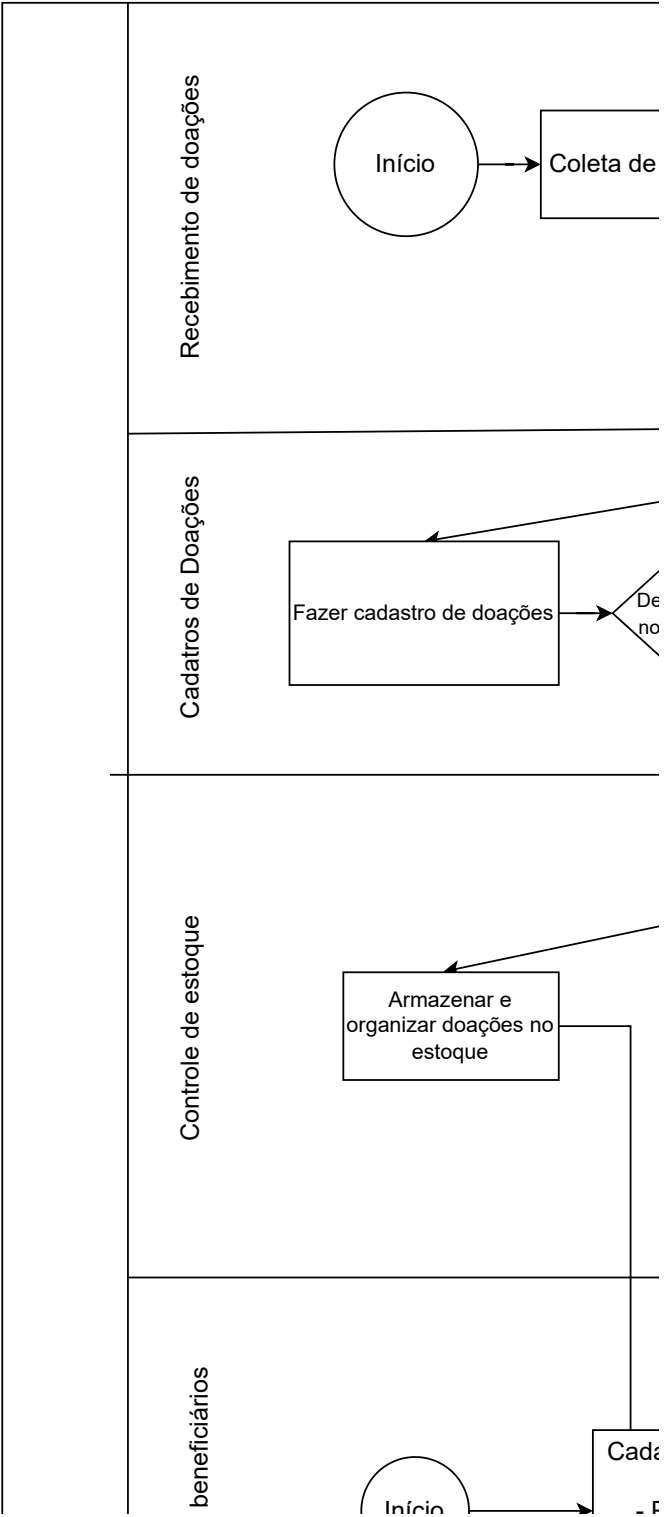 Recebimento de doações
Início
Coleta de
Cadatros de Doações
Fazer cadastro de doações
Controle de estoque
Armazenar e
organizar doações no
estoque
beneficiários
Início